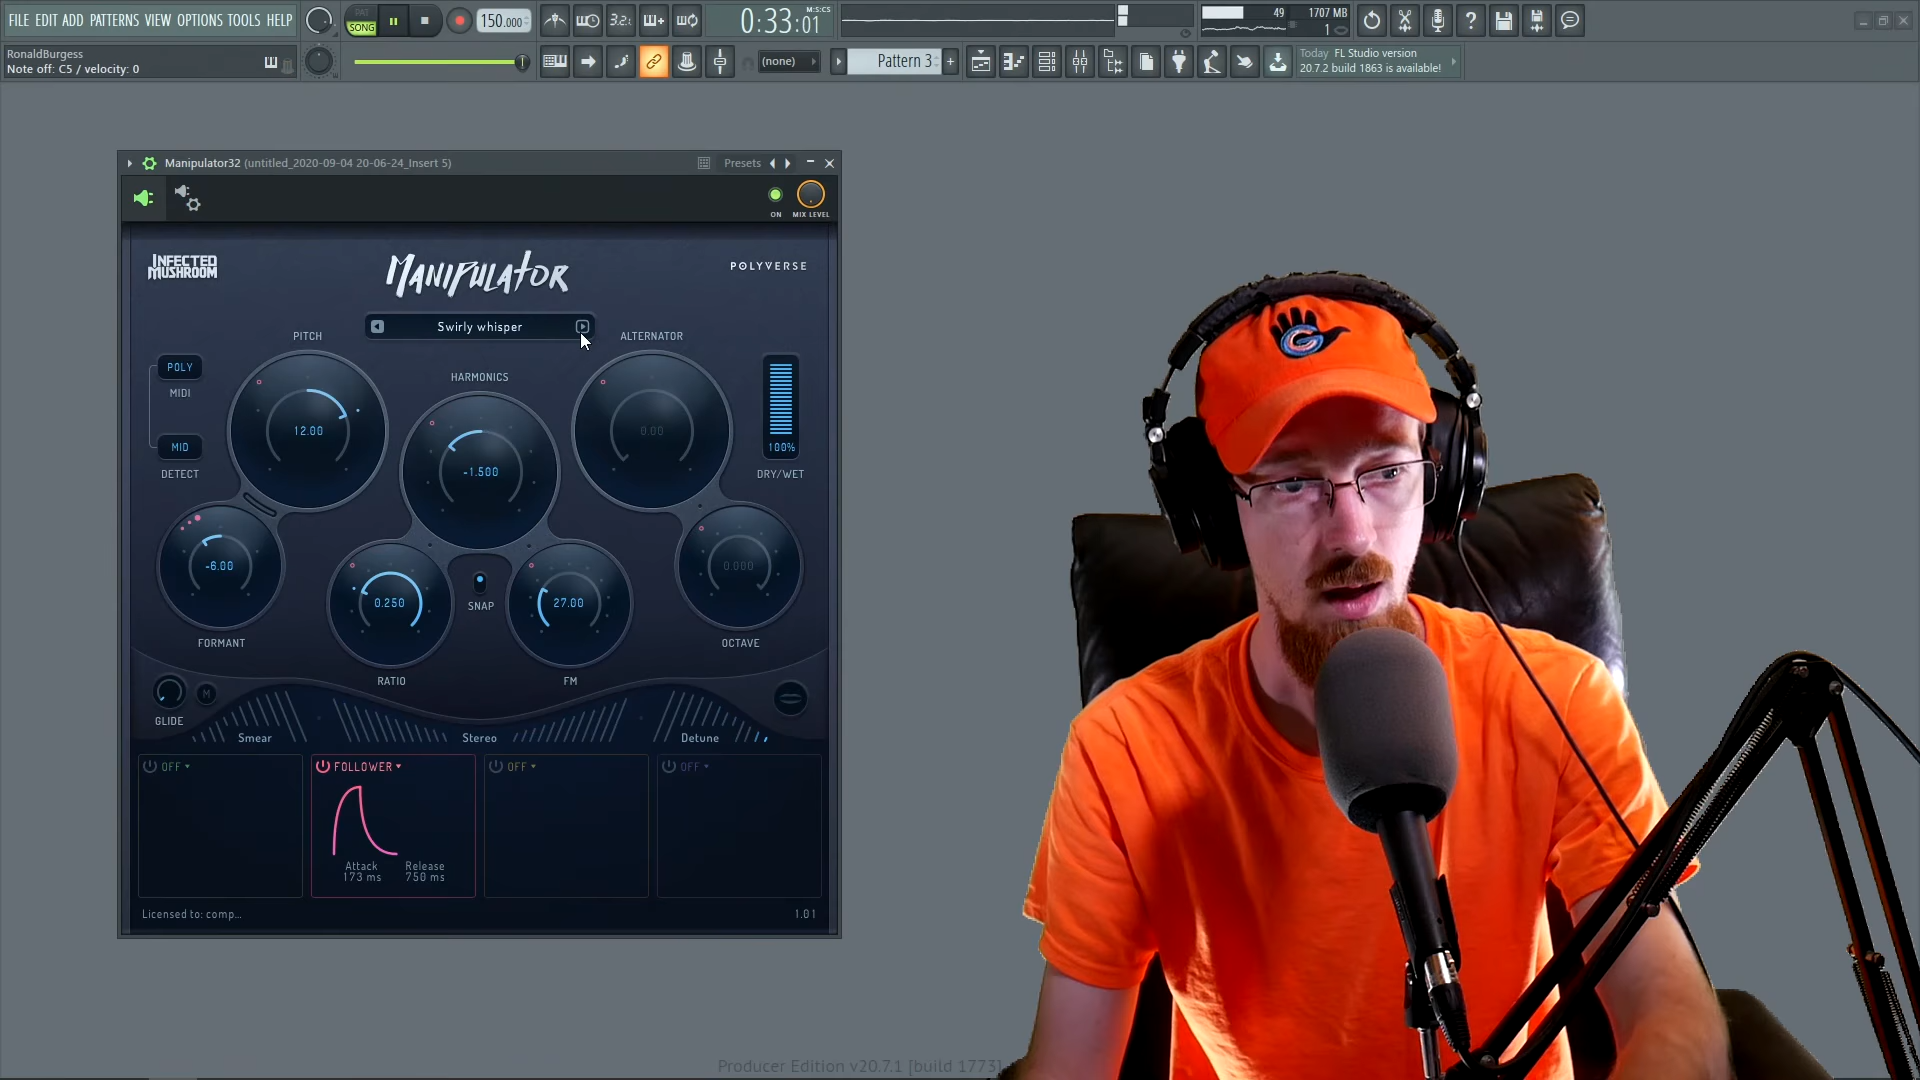 FILE EDIT ADD PATTERNS VIEW OPTIONS TOOLS HELP
PAT
SONG
150.000
3.2.
0:33:01
M:S:CS
49
1707 MB
1
RonaldBurgess
Note off: C5 / velocity: 0
(none)
Pattern 3
+
Today FL Studio version
20.7.2 build 1863 is available!
Manipulator32 (untitled_2020-09-04 20-06-24_Insert 5)
Presets
ON
MIX LEVEL
INFECTED
MUSHROOM
MANIPULATOR
POLYVERSE
Swirly whisper
PITCH
ALTERNATOR
HARMONICS
POLY
MIDI
MID
DETECT
12.00
-1.500
0.00
100%
DRY/WET
-6.00
FORMANT
0.250
RATIO
SNAP
27.00
FM
0.000
OCTAVE
GLIDE
M
Smear
Stereo
Detune
OFF
FOLLOWER
OFF
OFF
Attack
173 ms
Release
750 ms
Licensed to: comp...
1.01
Producer Edition v20.7.1 [build 1773]